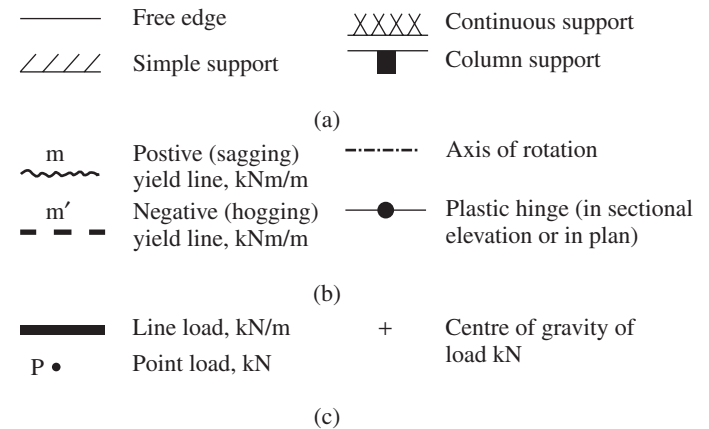 Free edge
Continuous support
Simple support
Column support
(a)
m
Postive (sagging)
yield line, kNm/m
Axis of rotation
m′
Negative (hogging)
yield line, kNm/m
Plastic hinge (in sectional
elevation or in plan)
(b)
Line load, kN/m
+
Centre of gravity of
load kN
P
Point load, kN
(c)